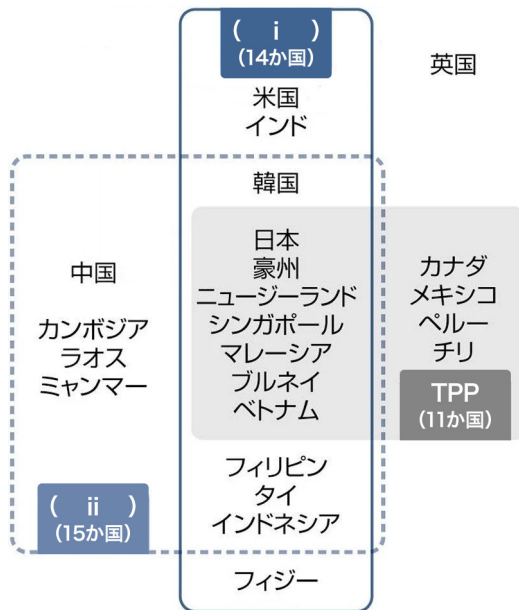 ( i )
(14か国)
英国
米国
インド
韓国
日本
豪州
ニュージーランド
シンガポール
マレーシア
ブルネイ
ベトナム
中国
カンボジア
ラオス
ミャンマー
カナダ
メキシコ
ペルー
チリ
TPP
(11か国)
フィリピン
タイ
インドネシア
( ii )
(15か国)
フィジー